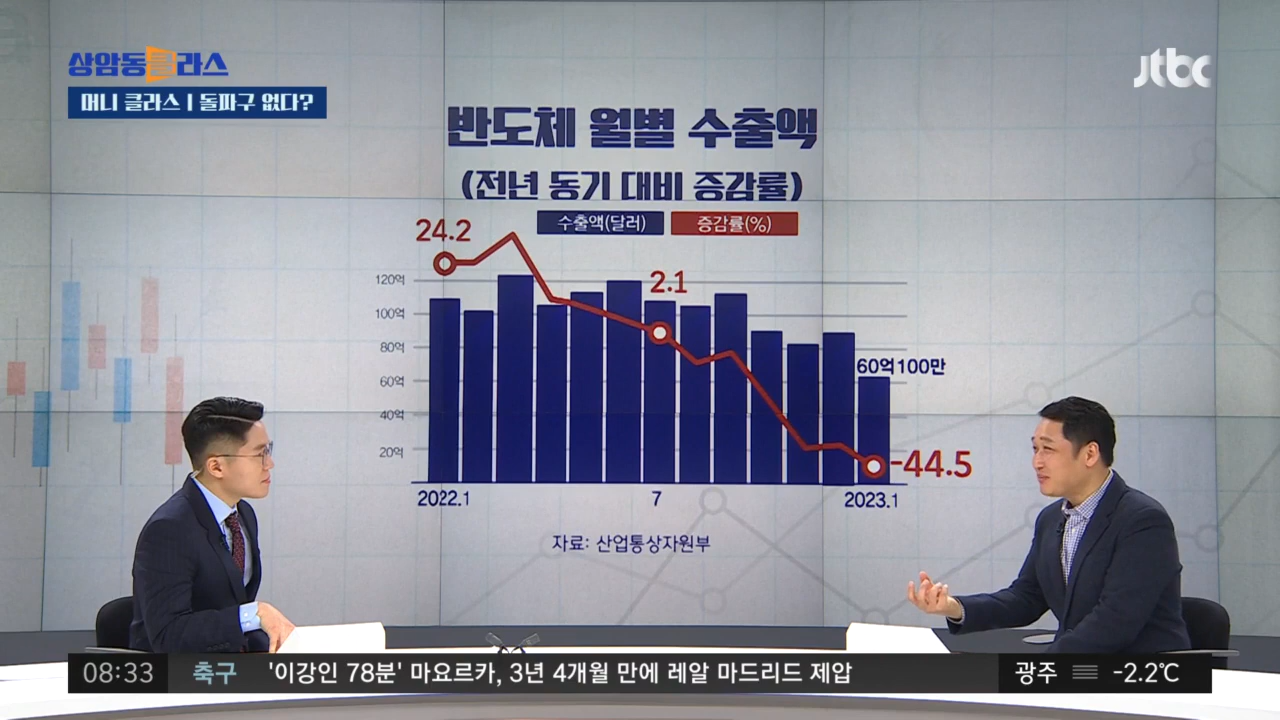 상암동클라스
머니 클라스 | 돌파구 없다?
jtbc
반도체 월별 수출액
(전년 동기 대비 증감률)
수출액(달러) 증감률(%)
24.2
2.1
120억
100억
80억
60억
40억
20억
60억100만
-44.5
2022.1 7 2023.1
자료: 산업통상자원부
08:33 축구 '이강인 78분' 마요르카, 3년 4개월 만에 레알 마드리드 제압 광주 -2.2℃